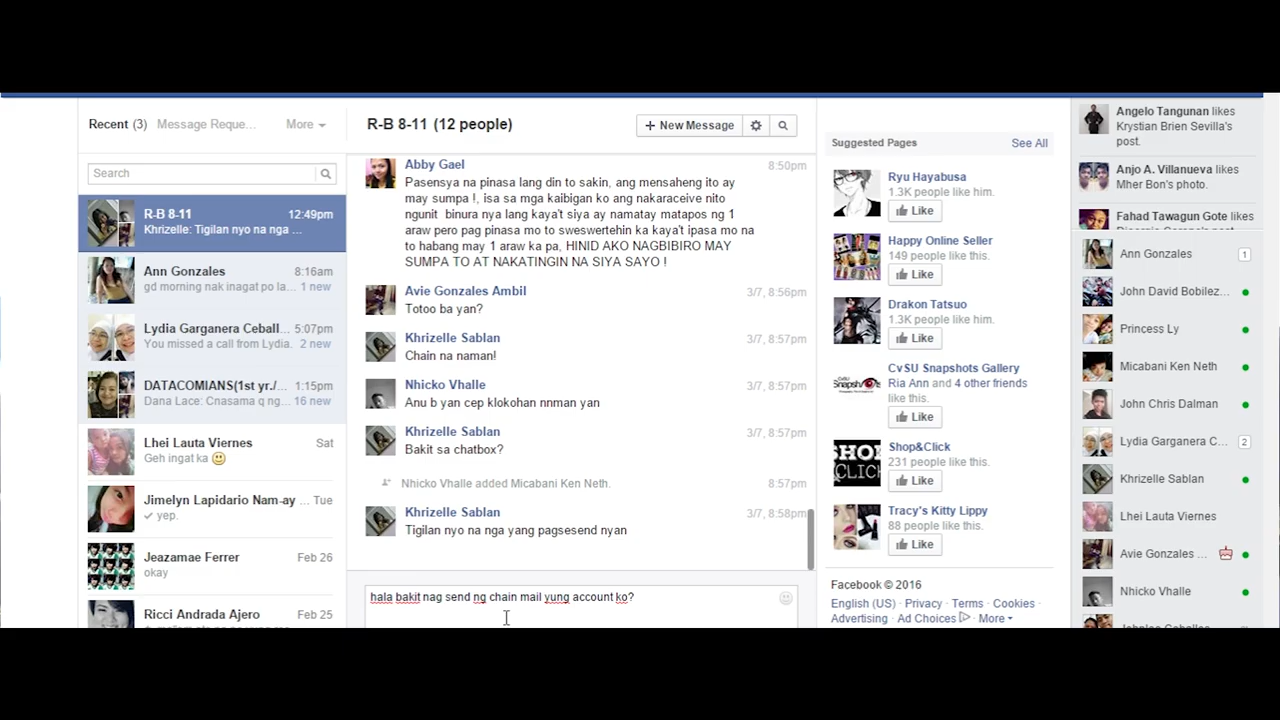 Recent (3) Message Reque... More
Search
R-B 8-11 12:49pm
Khrizelle: Tigilan nyo na nga ...
Ann Gonzales 8:16am
gd morning nak inagat po la... 1 new
Lydia Garganera Ceball... 5:07pm
You missed a call from Lydia. 2 new
DATACOMIANS(1st yr./... 1:15pm
Dana Lace: Cnasama q ng... 16 new
Lhei Lauta Viernes Sat
Geh ingat ka
Jimelyn Lapidario Nam-ay ... Tue
yep.
Jeazamae Ferrer Feb 26
okay
Ricci Andrada Ajero Feb 25
R-B 8-11 (12 people) + New Message
Abby Gael 8:50pm
Pasensya na pinasa lang din to sakin, ang mensaheng ito ay
may sumpa !, isa sa mga kaibigan ko ang nakaraceive nito
ngunit binura nya lang kaya't siya ay namatay matapos ng 1
araw pero pag pinasa mo to sweswertehin ka kaya't ipasa mo na
to habang may 1 araw ka pa, HINID AKO NAGBIBIRO MAY
SUMPA TO AT NAKATINGIN NA SIYA SAYO !
Avie Gonzales Ambil 3/7, 8:56pm
Totoo ba yan?
Khrizelle Sablan 3/7, 8:57pm
Chain na naman!
Nhicko Vhalle 3/7, 8:57pm
Anu b yan cep klokohan nnman yan
Khrizelle Sablan 3/7, 8:57pm
Bakit sa chatbox?
Nhicko Vhalle added Micabani Ken Neth. 8:57pm
Khrizelle Sablan 3/7, 8:58pm
Tigilan nyo na nga yang pagsesend nyan
hala bakit nag send ng chain mail yung account ko?
Suggested Pages See All
Ryu Hayabusa
1.3K people like him.
Like
Happy Online Seller
149 people like this.
Like
Drakon Tatsuo
1.3K people like him.
Like
CvSU Snapshots Gallery
Ria Ann and 4 other friends
like this.
Like
Shop&Click
231 people like this.
Like
Tracy's Kitty Lippy
88 people like this.
Like
Facebook © 2016
English (US) · Privacy · Terms · Cookies ·
Advertising · Ad Choices · More
Angelo Tangunan likes
Krystian Brien Sevilla's
post.
Anjo A. Villanueva likes
Mher Bon's photo.
Fahad Tawagun Gote likes
Ann Gonzales 1
John David Bobilez...
Princess Ly
Micabani Ken Neth
John Chris Dalman
Lydia Garganera C... 2
Khrizelle Sablan
Lhei Lauta Viernes
Avie Gonzales ...
Nhicko Vhalle